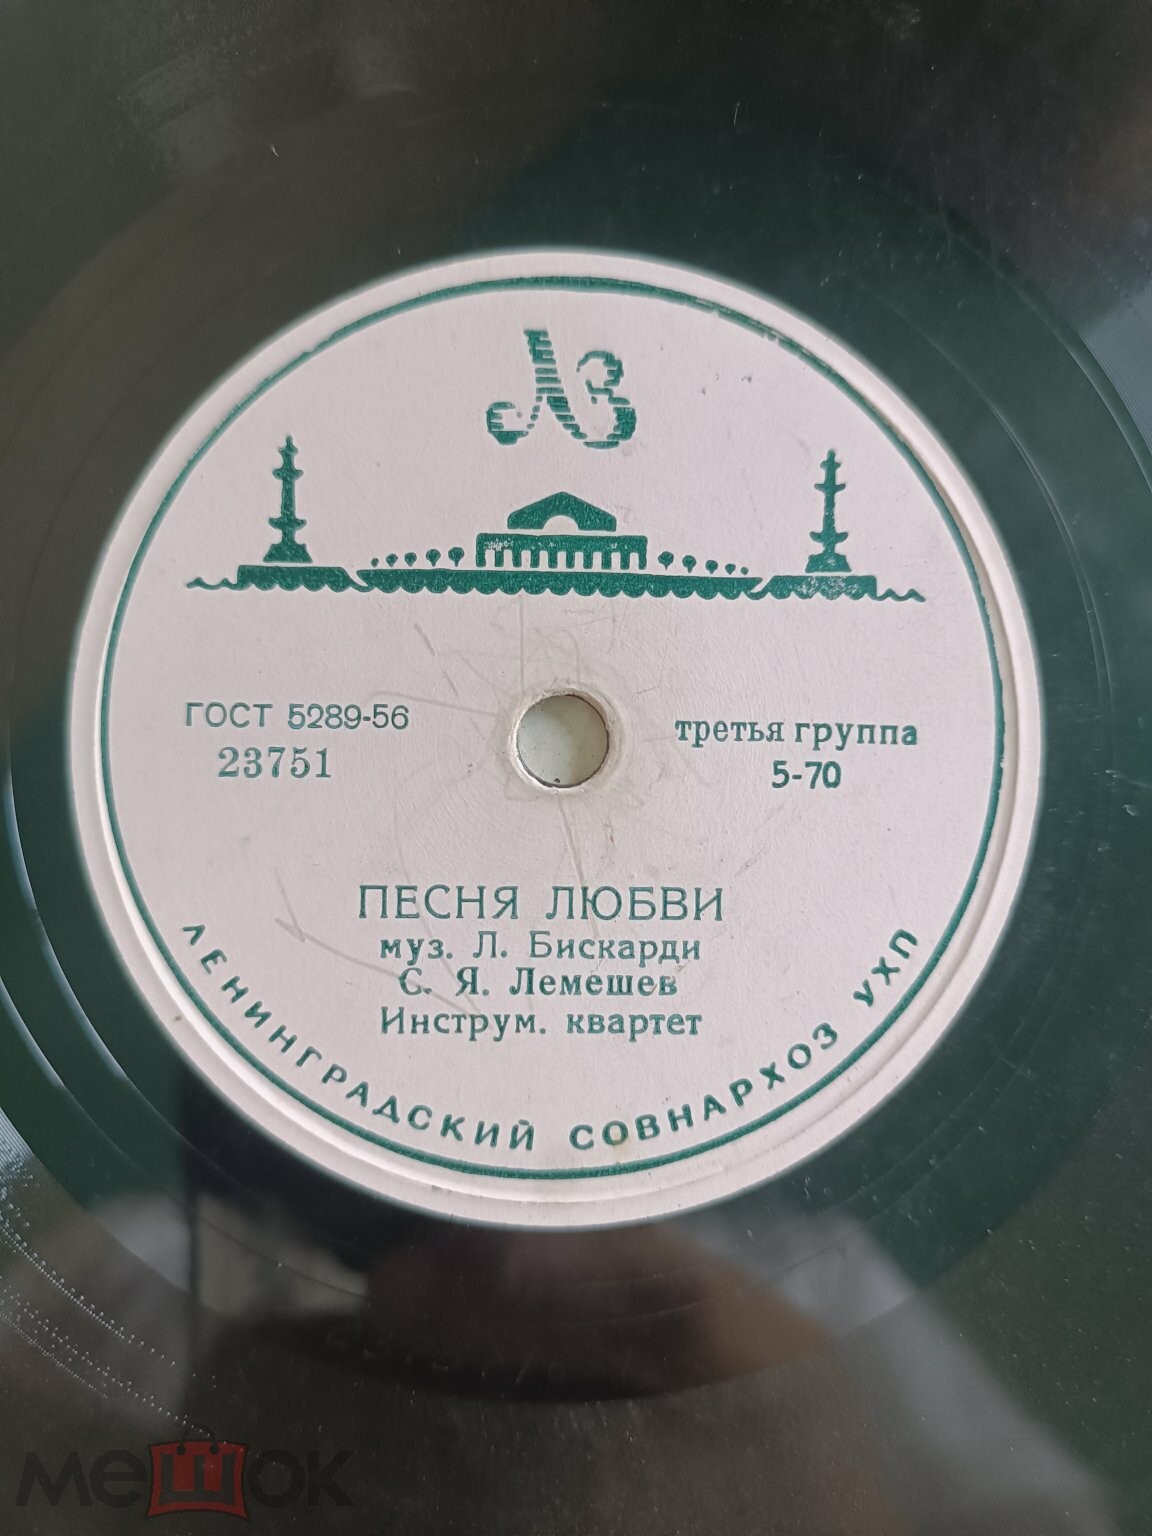 ЛЗ
ГОСТ 5289-56
23751
третья группа
5-70
ПЕСНЯ ЛЮБВИ
муз. Л. Бискарди
С. Я. Лемешев
Инструм. квартет
ЛЕНИНГРАДСКИЙ СОВНАРХОЗ УХП
мешок